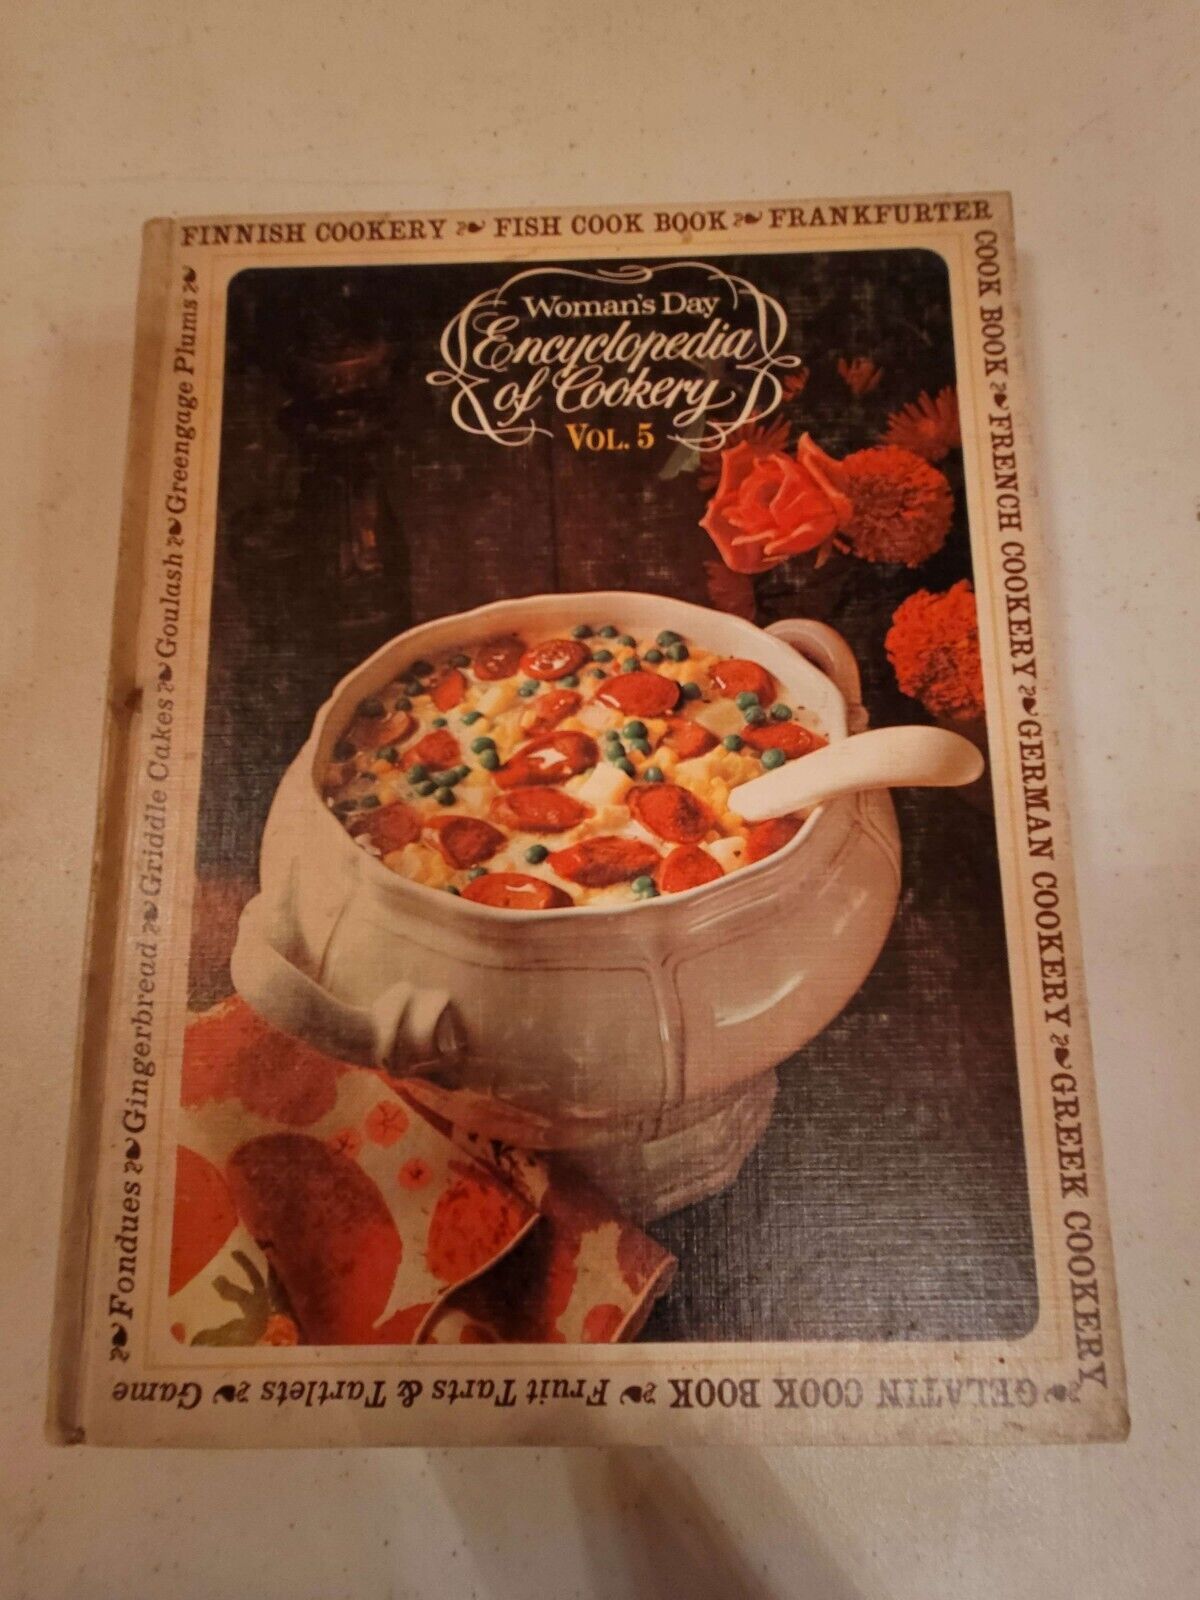 FINNISH COOKERY ❧ FISH COOK BOOK ❧ FRANKFURTER
COOK BOOK ❧ FRENCH COOKERY ❧ GERMAN COOKERY ❧ GREEK COOKERY
❧ GELATIN COOK BOOK ❧ Fruit Tarts & Tartlets ❧ Game
❧ Fondues ❧ Gingerbread ❧ Griddle Cakes ❧ Goulash ❧ Greengage Plums ❧
Woman's Day
Encyclopedia
of Cookery
VOL. 5